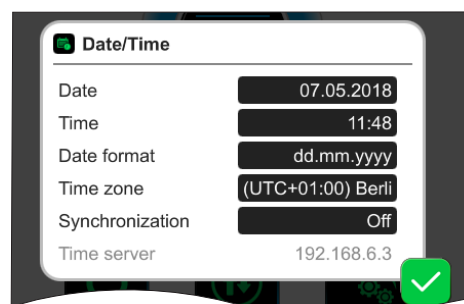 Date/Time
Date 07.05.2018
Time 11:48
Date format dd.mm.yyyy
Time zone (UTC+01:00) Berli
Synchronization Off
Time server 192.168.6.3